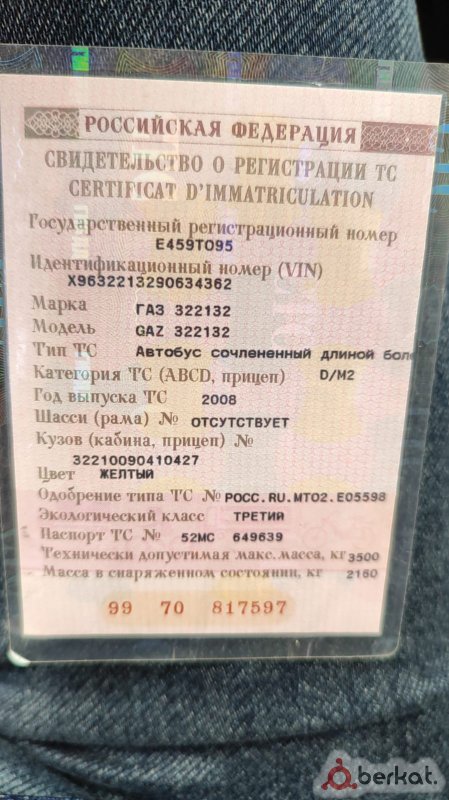 РОССИЙСКАЯ ФЕДЕРАЦИЯ
СВИДЕТЕЛЬСТВО О РЕГИСТРАЦИИ ТС
CERTIFICAT D'IMMATRICULATION
Государственный регистрационный номер
Е459ТО95
Идентификационный номер (VIN)
X9632213290634362
Марка ГАЗ 322132
Модель GAZ 322132
Тип ТС Автобус сочлененный длиной бол
Категория ТС (ABCD, прицеп) D/M2
Год выпуска ТС 2008
Шасси (рама) № ОТСУТСТВУЕТ
Кузов (кабина, прицеп) №
32210090410427
Цвет ЖЕЛТЫЙ
Одобрение типа ТС № РОСС.RU.МТ02.Е05598
Экологический класс ТРЕТИЙ
Паспорт ТС № 52МС 649639
Технически допустимая макс. масса, кг 3500
Масса в снаряженном состоянии, кг 2160
99 70 817597
berkat.